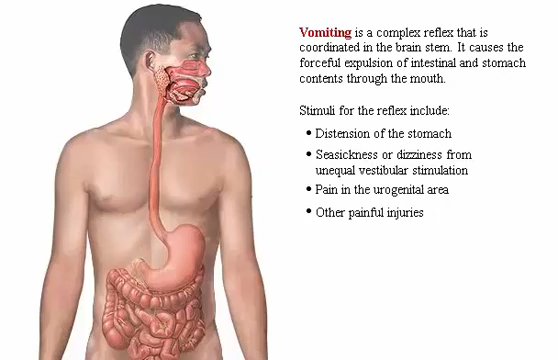 Vomiting is a complex reflex that is
coordinated in the brain stem. It causes the
forceful expulsion of intestinal and stomach
contents through the mouth.
Stimuli for the reflex include:
• Distension of the stomach
• Seasickness or dizziness from
unequal vestibular stimulation
• Pain in the urogenital area
• Other painful injuries